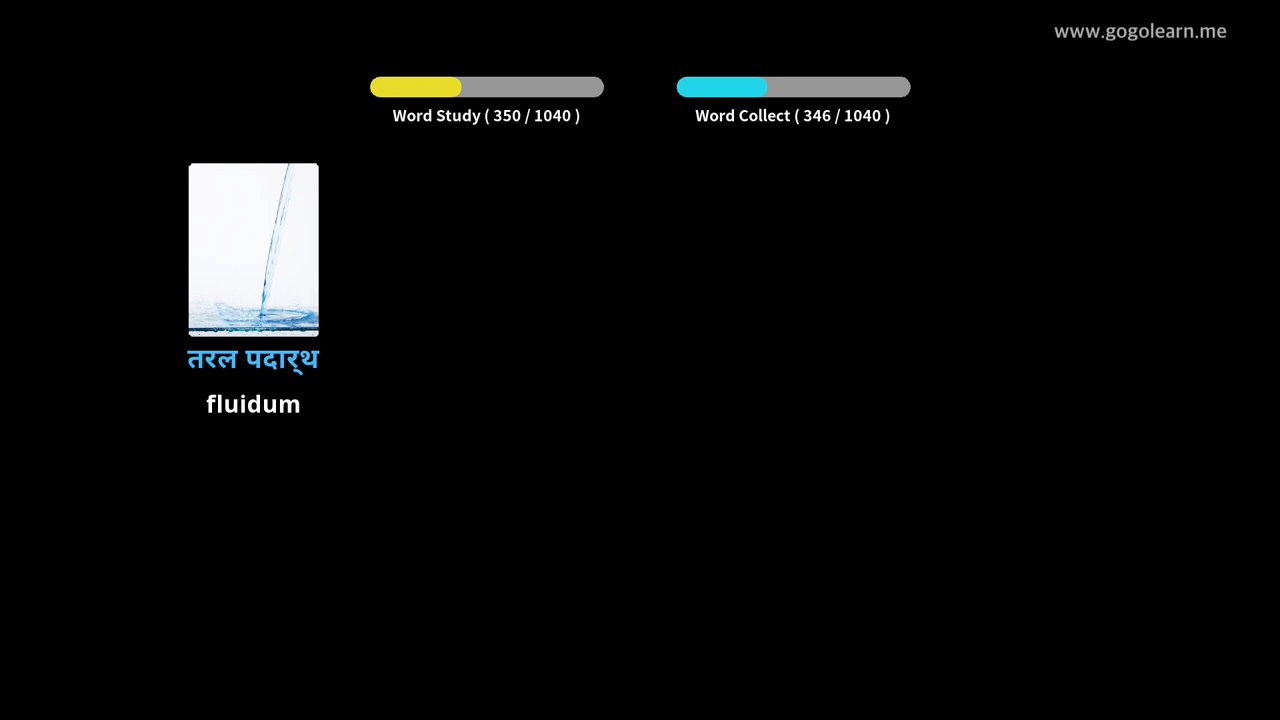 www.gogolearn.me
Word Study ( 350 / 1040 )
Word Collect ( 346 / 1040 )
तरल पदार्थ
fluidum